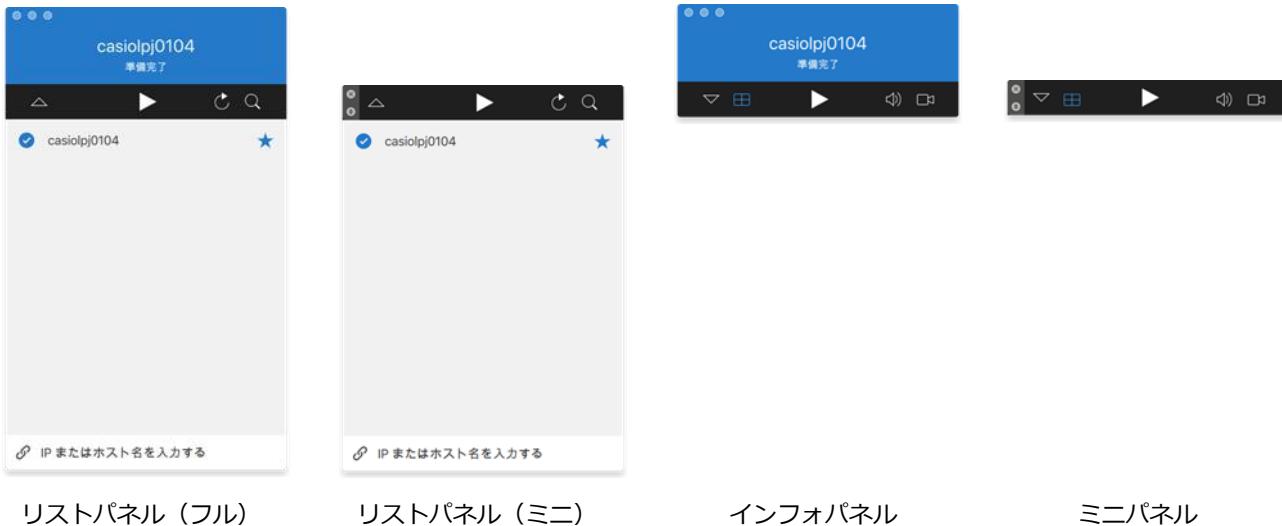 casiolpj0104
準備完了
casiolpj0104
IP またはホスト名を入力する
リストパネル（フル）
casiolpj0104
IP またはホスト名を入力する
リストパネル（ミニ）
casiolpj0104
準備完了
インフォパネル
ミニパネル